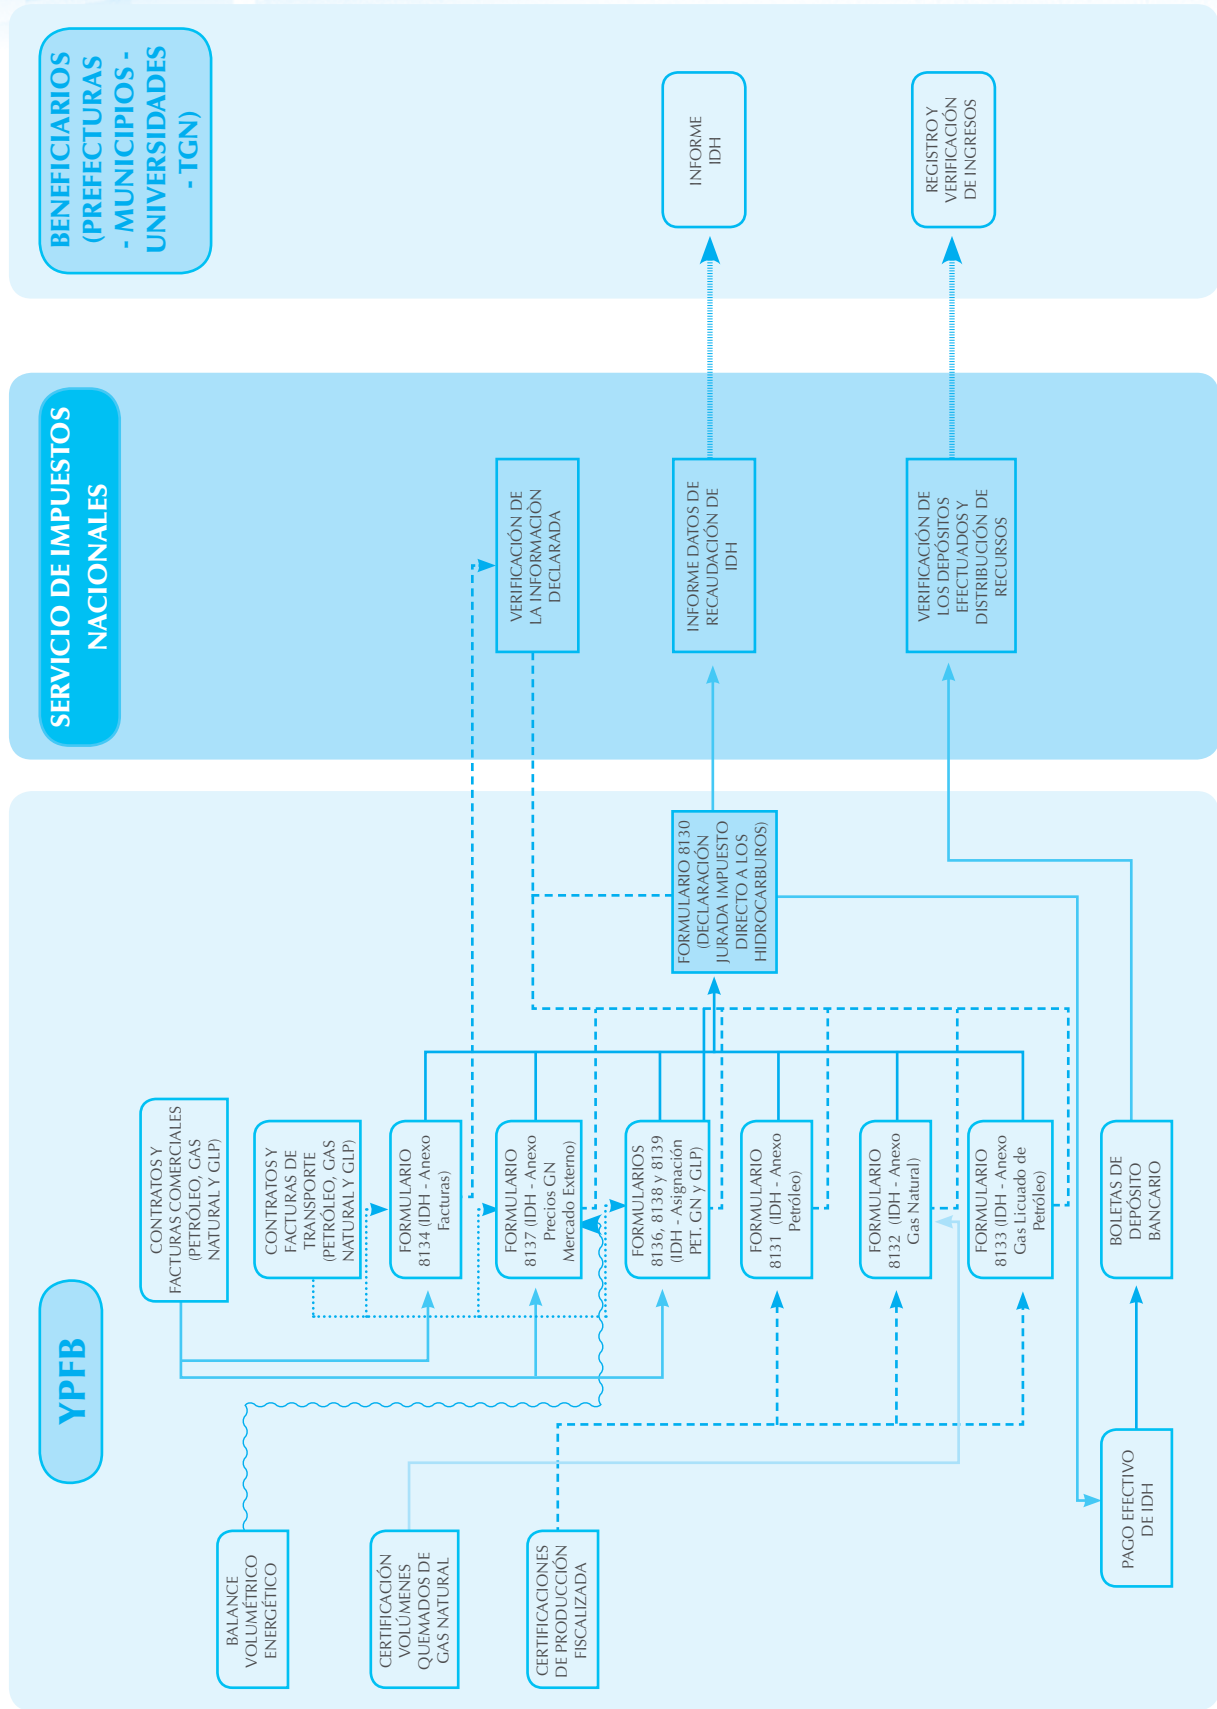 YPFB
BALANCE
VOLUMÉTRICO
ENERGÉTICO
CERTIFICACIÓN
VOLÚMENES
QUEMADOS DE
GAS NATURAL
CERTIFICACIONES
DE PRODUCCIÓN
FISCALIZADA
PAGO EFECTIVO
DE IDH
CONTRATOS Y
FACTURAS COMERCIALES
(PETRÓLEO, GAS
NATURAL Y GLP)
CONTRATOS Y
FACTURAS DE
TRANSPORTE
(PETRÓLEO, GAS
NATURAL Y GLP)
FORMULARIO
8134 (IDH - Anexo
Facturas)
FORMULARIO
8137 (IDH - Anexo
Precios GN
Mercado Externo)
FORMULARIOS
8136, 8138 y 8139
(IDH - Asignación
PET. GN y GLP)
FORMULARIO
8131 (IDH - Anexo
Petróleo)
FORMULARIO
8132 (IDH - Anexo
Gas Natural)
FORMULARIO
8133 (IDH - Anexo
Gas Licuado de
Petróleo)
BOLETAS DE
DEPÓSITO
BANCARIO
FORMULARIO 8130
(DECLARACIÓN
JURADA IMPUESTO
DIRECTO A LOS
HIDROCARBUROS)
SERVICIO DE IMPUESTOS
NACIONALES
VERIFICACIÓN DE
LA INFORMACIÒN
DECLARADA
INFORME DATOS DE
RECAUDACIÓN DE
IDH
VERIFICACIÓN DE
LOS DEPÓSITOS
EFECTUADOS Y
DISTRIBUCIÓN DE
RECURSOS
BENEFICIARIOS
(PREFECTURAS
- MUNICIPIOS -
UNIVERSIDADES
- TGN)
INFORME
IDH
REGISTRO Y
VERIFICACIÓN
DE INGRESOS